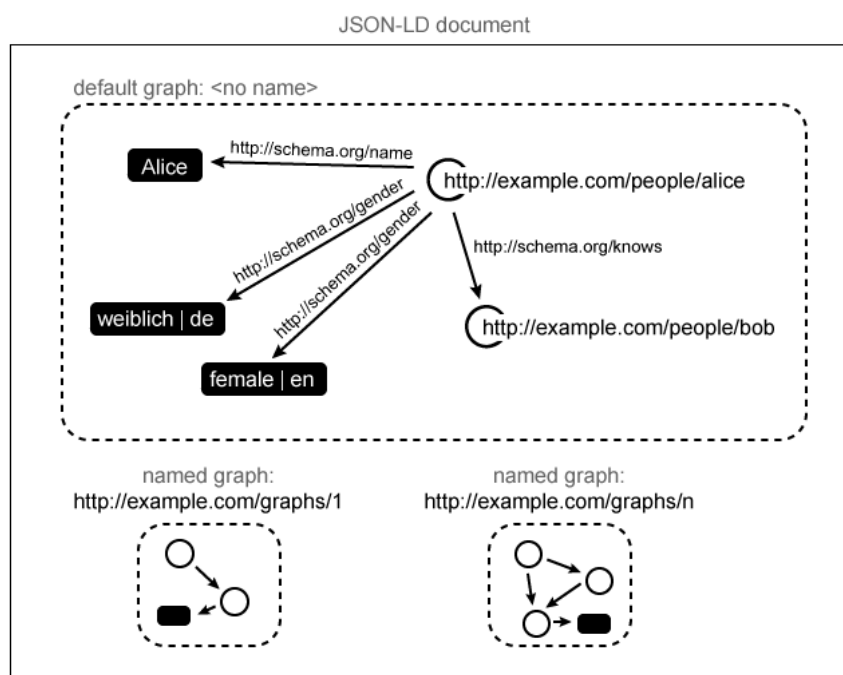 JSON-LD document
default graph: <no name>
http://schema.org/name
Alice
http://example.com/people/alice
http://schema.org/gender
http://schema.org/gender
http://schema.org/knows
weiblich | de
http://example.com/people/bob
female | en
named graph:
http://example.com/graphs/1
named graph:
http://example.com/graphs/n